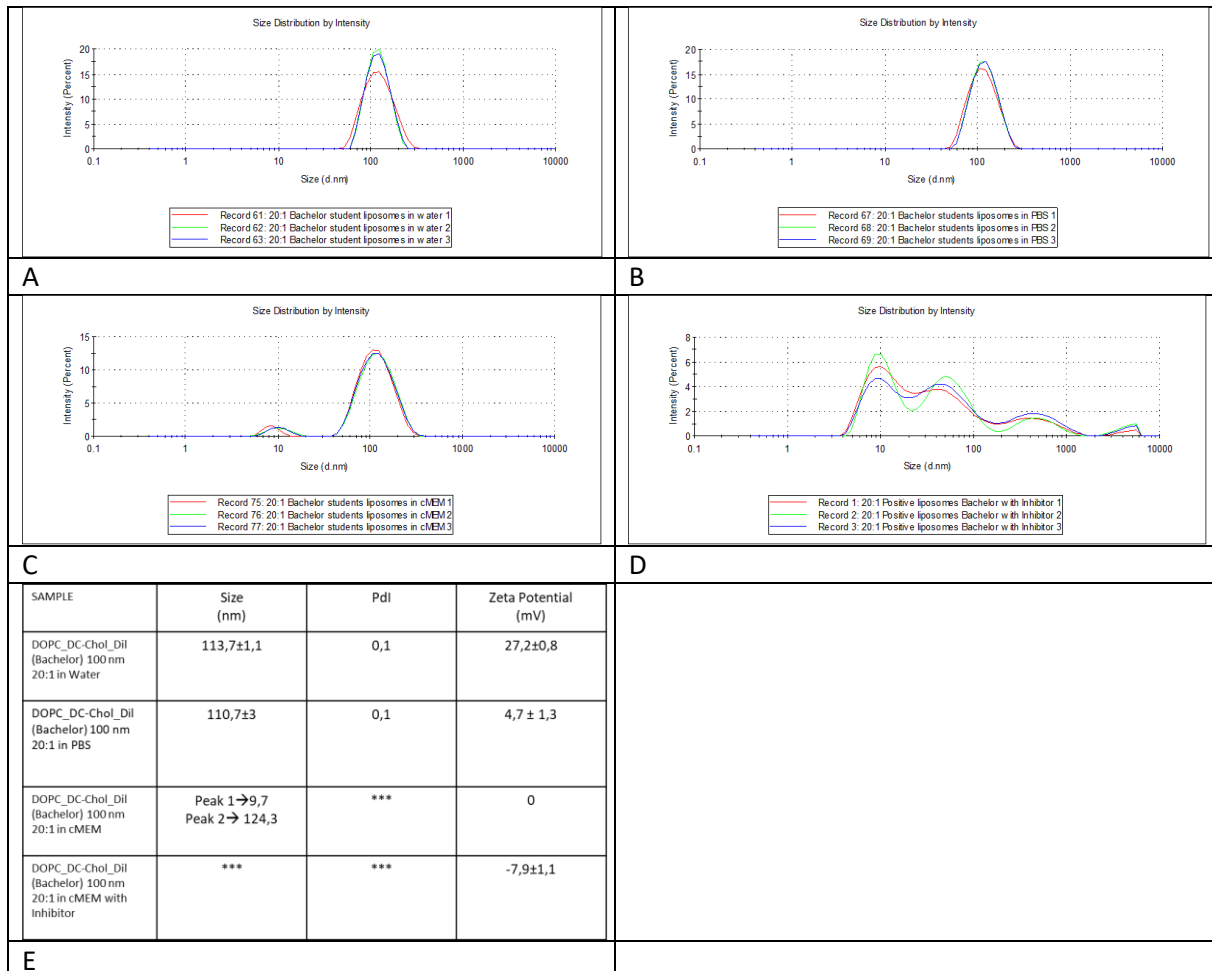 Size Distribution by Intensity
Intensity (Percent)
20
15
10
5
0
0.1 1 10 100 1000 10000
Size (d.nm)
Record 61: 20:1 Bachelor student liposomes in water 1
Record 62: 20:1 Bachelor student liposomes in water 2
Record 63: 20:1 Bachelor student liposomes in water 3
A
Size Distribution by Intensity
Intensity (Percent)
20
15
10
5
0
0.1 1 10 100 1000 10000
Size (d.nm)
Record 67: 20:1 Bachelor students liposomes in PBS 1
Record 68: 20:1 Bachelor students liposomes in PBS 2
Record 69: 20:1 Bachelor students liposomes in PBS 3
B
Size Distribution by Intensity
Intensity (Percent)
15
10
5
0
0.1 1 10 100 1000 10000
Size (d.nm)
Record 75: 20:1 Bachelor students liposomes in cMEM 1
Record 76: 20:1 Bachelor students liposomes in cMEM 2
Record 77: 20:1 Bachelor students liposomes in cMEM 3
C
Size Distribution by Intensity
Intensity (Percent)
8
6
4
2
0
0.1 1 10 100 1000 10000
Size (d.nm)
Record 1: 20:1 Positive liposomes Bachelor with Inhibitor 1
Record 2: 20:1 Positive liposomes Bachelor with Inhibitor 2
Record 3: 20:1 Positive liposomes Bachelor with Inhibitor 3
D
SAMPLE Size PdI Zeta Potential
(nm) (mV)
DOPC_DC-Chol_Dil 113,7±1,1 0,1 27,2±0,8
(Bachelor) 100 nm
20:1 in Water
DOPC_DC-Chol_Dil 110,7±3 0,1 4,7 ± 1,3
(Bachelor) 100 nm
20:1 in PBS
DOPC_DC-Chol_Dil Peak 1→9,7 *** 0
(Bachelor) 100 nm Peak 2→ 124,3
20:1 in cMEM
DOPC_DC-Chol_Dil *** *** -7,9±1,1
(Bachelor) 100 nm
20:1 in cMEM with
Inhibitor
E